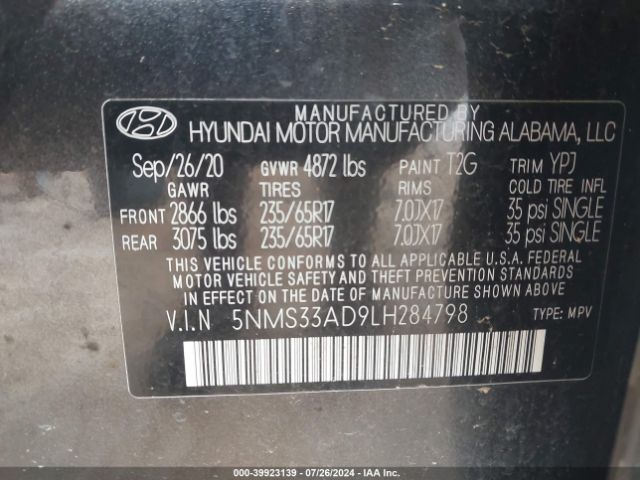 MANUFACTURED BY
HYUNDAI MOTOR MANUFACTURING ALABAMA, LLC
Sep/26/20 GVWR 4872 lbs PAINT T2G TRIM YPJ
GAWR TIRES RIMS COLD TIRE INFL
FRONT 2866 lbs 235/65R17 7.0JX17 35 psi SINGLE
REAR 3075 lbs 235/65R17 7.0JX17 35 psi SINGLE
THIS VEHICLE CONFORMS TO ALL APPLICABLE U.S.A. FEDERAL
MOTOR VEHICLE SAFETY AND THEFT PREVENTION STANDARDS
IN EFFECT ON THE DATE OF MANUFACTURE SHOWN ABOVE
V.I.N 5NMS33AD9LH284798 TYPE: MPV
000-39923139 - 07/26/2024 - IAA Inc.